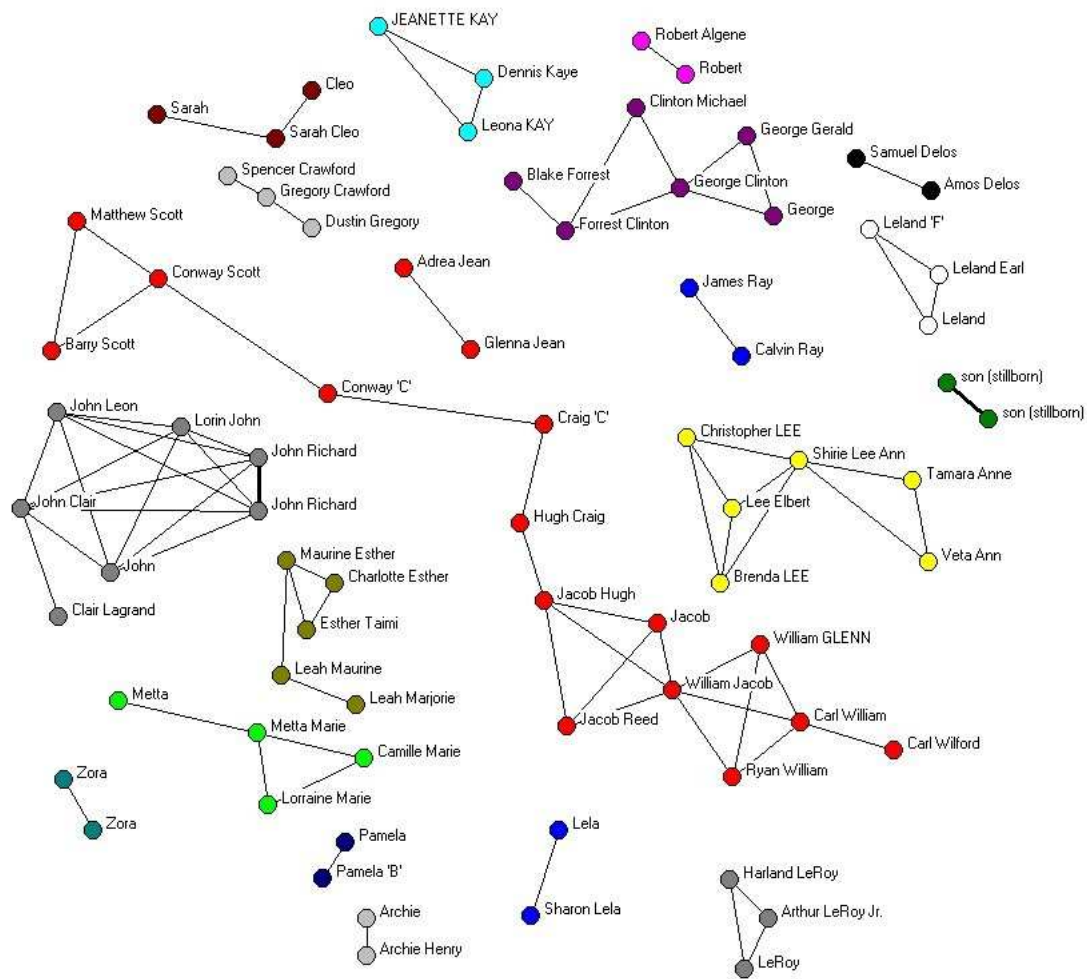 JEANETTE KAY
Robert Algene
Dennis Kaye
Robert
Cleo
Sarah
Clinton Michael
Sarah Cleo
Leona KAY
George Gerald
Samuel Delos
Spencer Crawford
Blake Forrest
George Clinton
Gregory Crawford
Amos Delos
Matthew Scott
Dustin Gregory
Forrest Clinton
George
Leland 'F'
Conway Scott
Adrea Jean
Leland Earl
James Ray
Leland
Barry Scott
Glenna Jean
Calvin Ray
son (stillborn)
Conway 'C'
John Leon
son (stillborn)
Lorin John
Craig 'C'
Christopher LEE
John Richard
Shirie Lee Ann
Tamara Anne
John Clair
John Richard
Lee Elbert
Hugh Craig
Maurine Esther
Veta Ann
John
Charlotte Esther
Brenda LEE
Jacob Hugh
Clair Lagrand
Esther Taimi
Jacob
William GLENN
Leah Maurine
William Jacob
Metta
Leah Marjorie
Jacob Reed
Carl William
Metta Marie
Camille Marie
Carl Wilford
Zora
Ryan William
Lorraine Marie
Zora
Pamela
Lela
Pamela 'B'
Harland LeRoy
Archie
Sharon Lela
Arthur LeRoy Jr.
Archie Henry
LeRoy